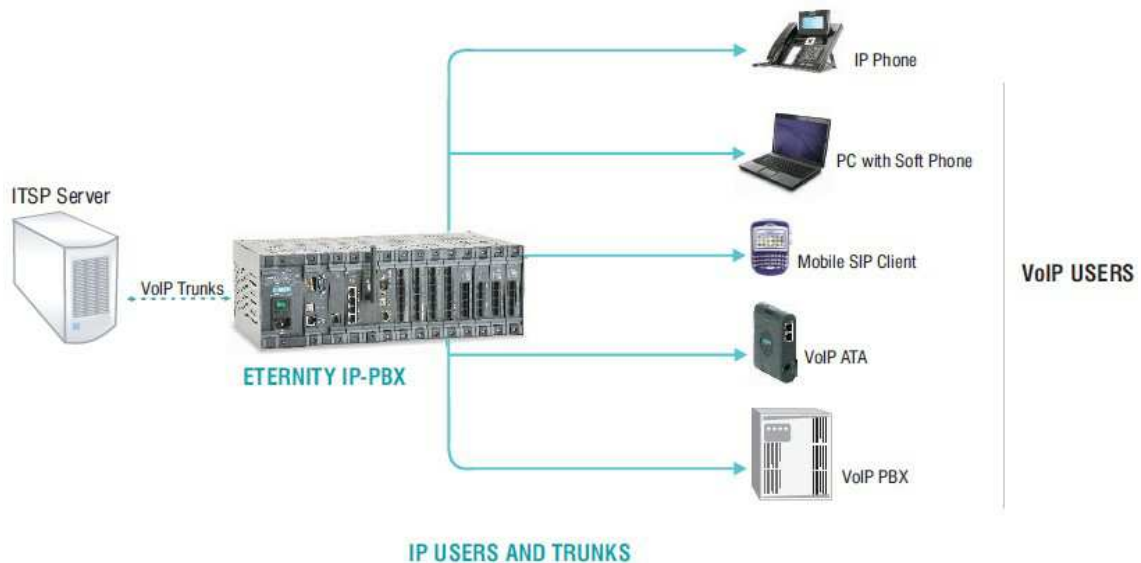 IP Phone
PC with Soft Phone
ITSP Server
Mobile SIP Client
VoIP USERS
VoIP Trunks
VoIP ATA
ETERNITY IP-PBX
VoIP PBX
IP USERS AND TRUNKS